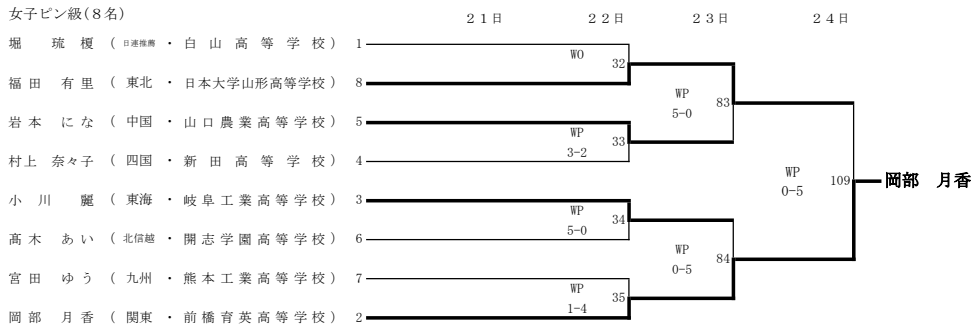 女子ピン級(8名)
21日 22日 23日 24日
堀 琉榎 ( 日連推薦 ・ 白山高等学校 ) 1
WO
32
福田 有里 ( 東北 ・ 日本大学山形高等学校 ) 8
WP
5-0
83
岩本 にな ( 中国 ・ 山口農業高等学校 ) 5
WP
3-2
33
村上 奈々子 ( 四国 ・ 新田高等学校 ) 4
WP
0-5
109
岡部 月香
小川 麗 ( 東海 ・ 岐阜工業高等学校 ) 3
WP
5-0
34
髙木 あい ( 北信越 ・ 開志学園高等学校 ) 6
WP
0-5
84
宮田 ゆう ( 九州 ・ 熊本工業高等学校 ) 7
WP
1-4
35
岡部 月香 ( 関東 ・ 前橋育英高等学校 ) 2